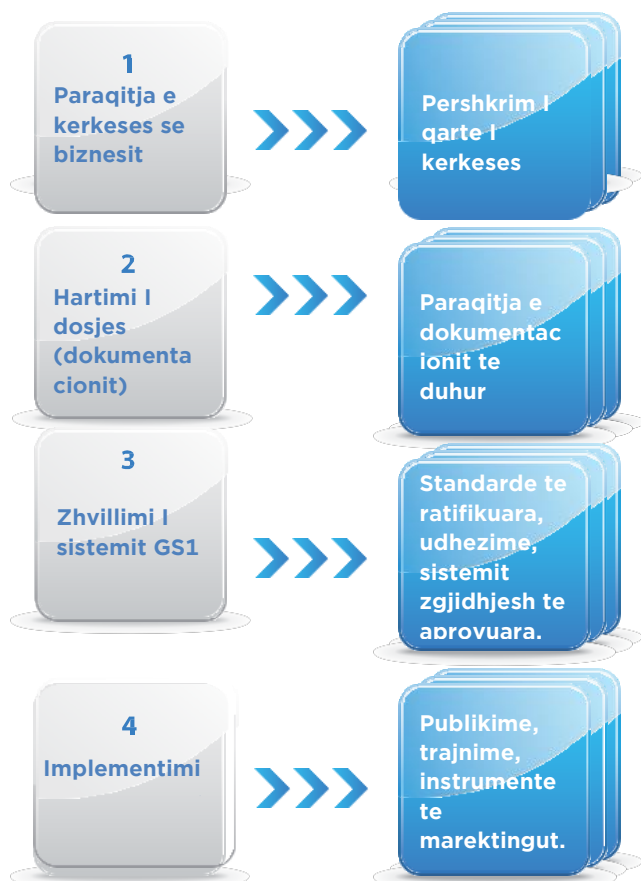 1
Paraqitja e
kerkeses se
biznesit
Pershkrim I
qarte I
kerkeses
2
Hartimi I
dosjes
(dokumenta
cionit)
Paraqitja e
dokumentac
ionit te
duhur
3
Zhvillimi I
sistemit GS1
Standarde te
ratifikuara,
udhezime,
sistemit
zgjidhjesh te
aprovuara.
4
Implementimi
Publikime,
trajnime,
instrumente
te
marektingut.